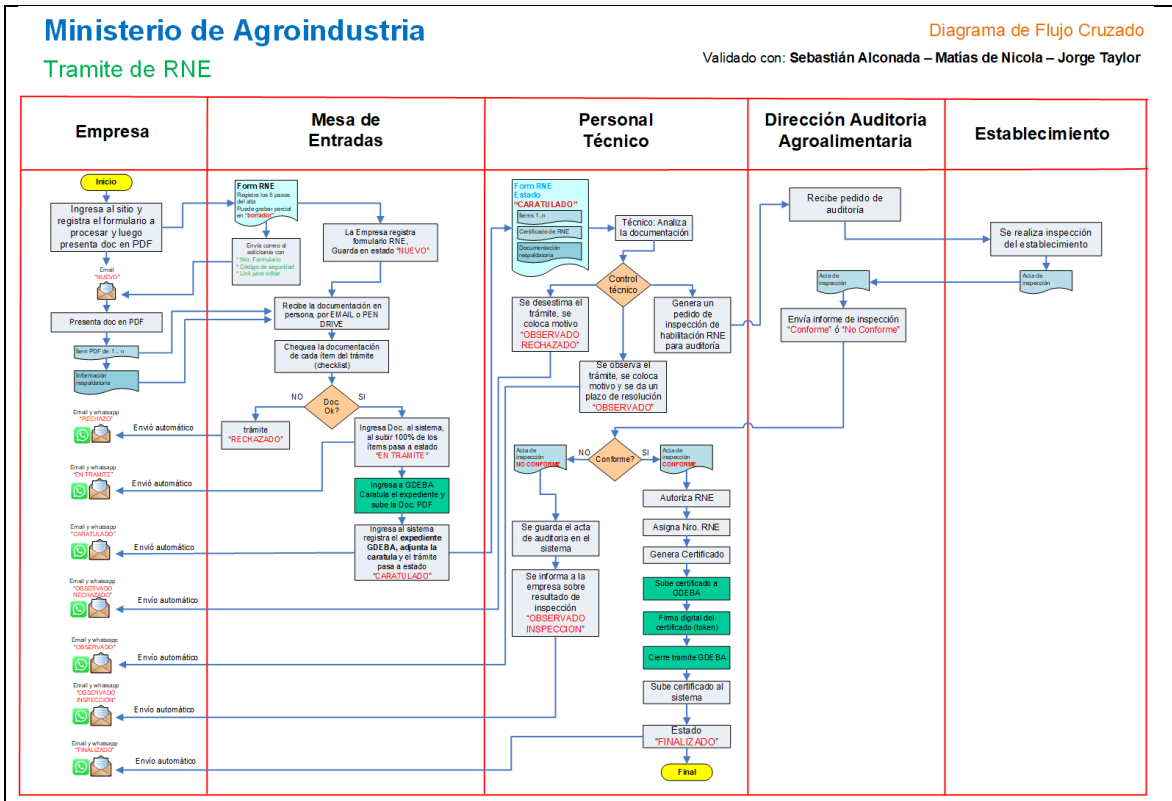 Ministerio de Agroindustria
Tramite de RNE
Diagrama de Flujo Cruzado
Validado con: Sebastián Alconada – Matías de Nicola – Jorge Taylor
Empresa
Mesa de
Entradas
Personal
Técnico
Dirección Auditoria
Agroalimentaria
Establecimiento
Inicio
Ingresa al sitio y
registra el formulario a
procesar y luego
presenta doc en PDF
Email
"NUEVO"
Presenta doc en PDF
Ítem PDF de 1... n
Información
respaldatoria
Email y whatsapp
"RECHAZO"
Envió automático
Email y whatsapp
"EN TRAMITE"
Envió automático
Email y whatsapp
"CARATULADO"
Envió automático
Email y whatsapp
"OBSERVADO
RECHAZADO"
Envío automático
Email y whatsapp
"OBSERVADO"
Envío automático
Email y whatsapp
"OBSERVADO
INSPECCION"
Envío automático
Email y whatsapp
"FINALIZADO"
Envío automático
Form RNE
Registra los 5 pasos
del alta
Puede grabar parcial
en "borrador"
Envía correo al
solicitante con
* Nro. Formulario
* Código de seguridad
* Link para editar
La Empresa registra
formulario RNE,
Guarda en estado "NUEVO"
Recibe la documentación en
persona, por EMAIL o PEN
DRIVE
Chequea la documentación
de cada ítem del trámite
(checklist)
NO
Doc.
Ok?
SI
trámite
"RECHAZADO"
Ingresa Doc. al sistema,
al subir 100% de los
ítems pasa a estado
"EN TRAMITE"
Ingresa a GDEBA
Caratula el expediente y
sube la Doc. PDF
Ingresa al sistema
registra el expediente
GDEBA, adjunta la
caratula y el trámite
pasa a estado
"CARATULADO"
Form RNE
Estado
"CARATULADO"
Ítems 1..n
Certificado de RNE
Documentación
respaldatoria
Técnico: Analiza
la documentación
Control
técnico
Se desestima el
trámite, se
coloca motivo
"OBSERVADO
RECHAZADO"
Genera un
pedido de
inspección de
habilitación RNE
para auditoría
Se observa el
trámite, se coloca
motivo y se da un
plazo de resolución
"OBSERVADO"
Acta de
inspección
NO CONFORME
NO
Conforme?
SI
Acta de
inspección
CONFORME
Se guarda el acta
de auditoria en el
sistema
Se informa a la
empresa sobre
resultado de
inspección
"OBSERVADO
INSPECCION"
Autoriza RNE
Asigna Nro. RNE
Genera Certificado
Sube certificado a
GDEBA
Firma digital del
certificado (token)
Cierre tramite GDEBA
Sube certificado al
sistema
Estado
"FINALIZADO"
Final
Recibe pedido de
auditoría
Acta de
inspección
Envía informe de inspección
"Conforme" ó "No Conforme"
Se realiza inspección
del establecimiento
Acta de
inspección